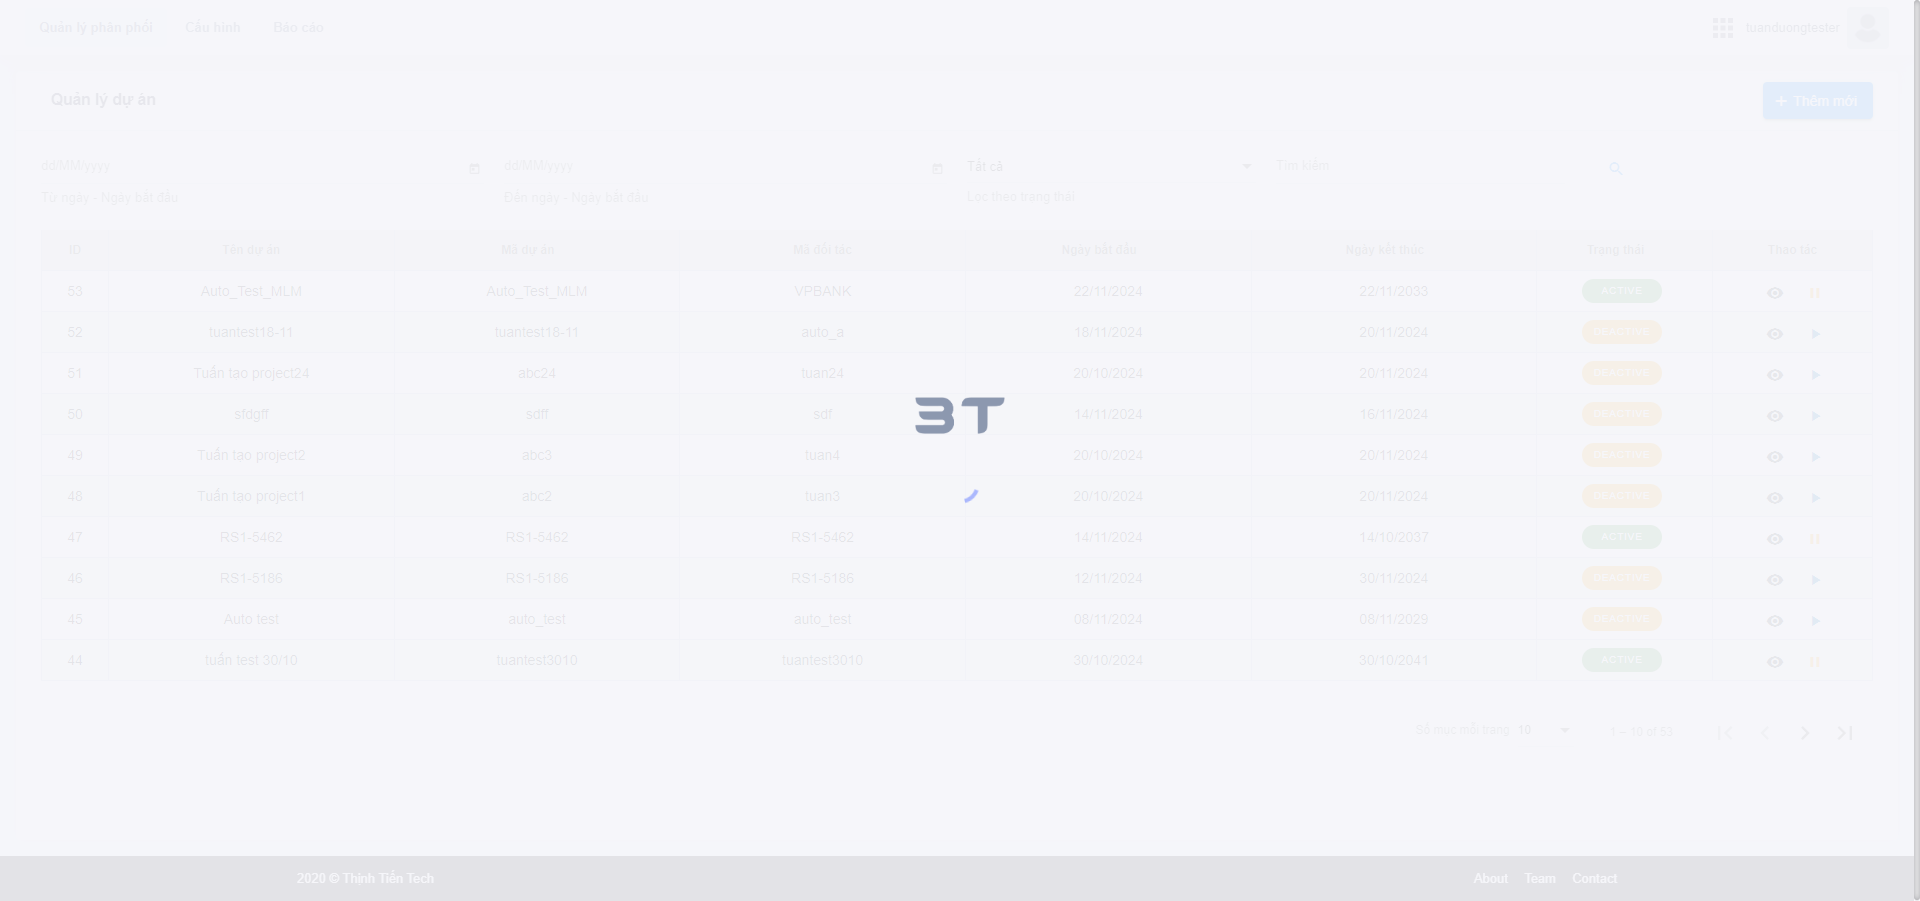 Quản lý phân phối Cấu hình Báo cáo tuanduongtester
Quản lý dự án + Thêm mới
dd/MM/yyyy dd/MM/yyyy Tất cả Tìm kiếm
Từ ngày - Ngày bắt đầu Đến ngày - Ngày bắt đầu Lọc theo trạng thái
ID Tên dự án Mã dự án Mã đối tác Ngày bắt đầu Ngày kết thúc Trạng thái Thao tác
53 Auto_Test_MLM Auto_Test_MLM VPBANK 22/11/2024 22/11/2033 ACTIVE
52 tuantest18-11 tuantest18-11 auto_a 18/11/2024 20/11/2024 DEACTIVE
51 Tuấn tao project24 abc24 tuan24 20/10/2024 20/11/2024 DEACTIVE
50 sfdgff sdff sdf 14/11/2024 16/11/2024 DEACTIVE
3T
49 Tuấn tao project2 abc3 tuan4 20/10/2024 20/11/2024 DEACTIVE
48 Tuấn tao project1 abc2 tuan3 20/10/2024 20/11/2024 DEACTIVE
47 RS1-5462 RS1-5462 RS1-5462 14/11/2024 14/10/2037 ACTIVE
46 RS1-5186 RS1-5186 RS1-5186 12/11/2024 30/11/2024 DEACTIVE
45 Auto test auto_test auto_test 08/11/2024 08/11/2029 DEACTIVE
44 tuấn test 30/10 tuantest3010 tuantest3010 30/10/2024 30/10/2041 ACTIVE
Số mục mỗi trang 10 1 – 10 of 53
2020 © Thinh Tiến Tech About Team Contact